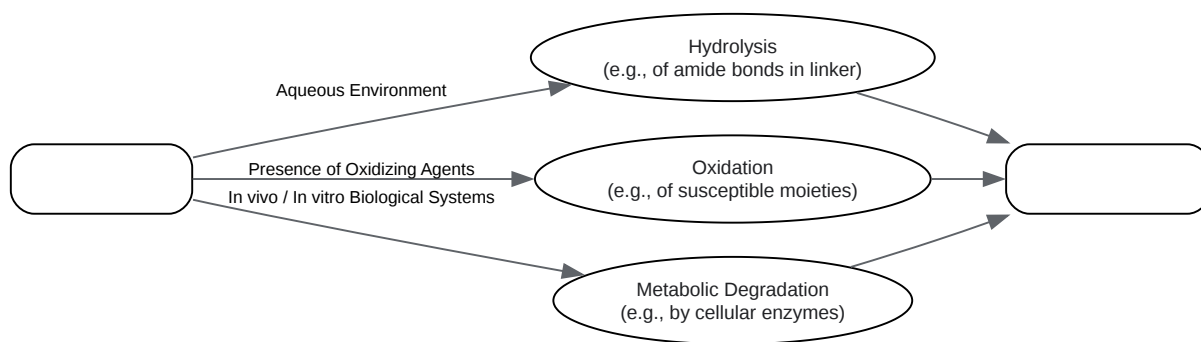 Hydrolysis
(e.g., of amide bonds in linker)
Aqueous Environment
Presence of Oxidizing Agents
Oxidation
(e.g., of susceptible moieties)
In vivo / In vitro Biological Systems
Metabolic Degradation
(e.g., by cellular enzymes)